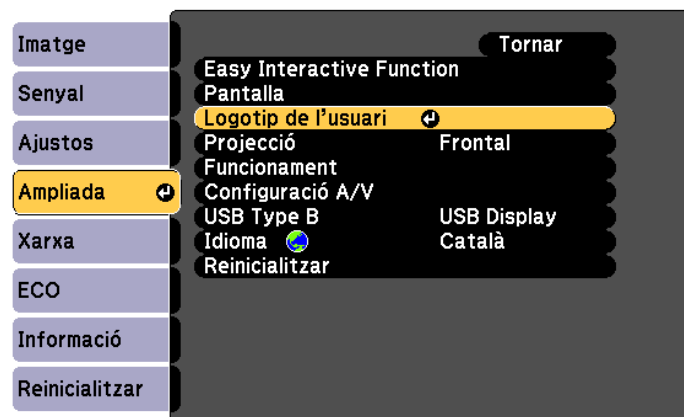 Imatge
Senyal
Ajustos
Ampliada
Xarxa
ECO
Informació
Reinicialitzar
Tornar
Easy Interactive Function
Pantalla
Logotip de l'usuari
Projecció Frontal
Funcionament
Configuració A/V
USB Type B USB Display
Idioma Català
Reinicialitzar